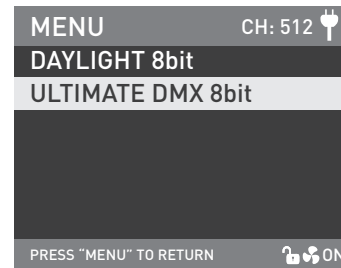 MENU CH: 512
DAYLIGHT 8bit
ULTIMATE DMX 8bit
PRESS “MENU” TO RETURN ON